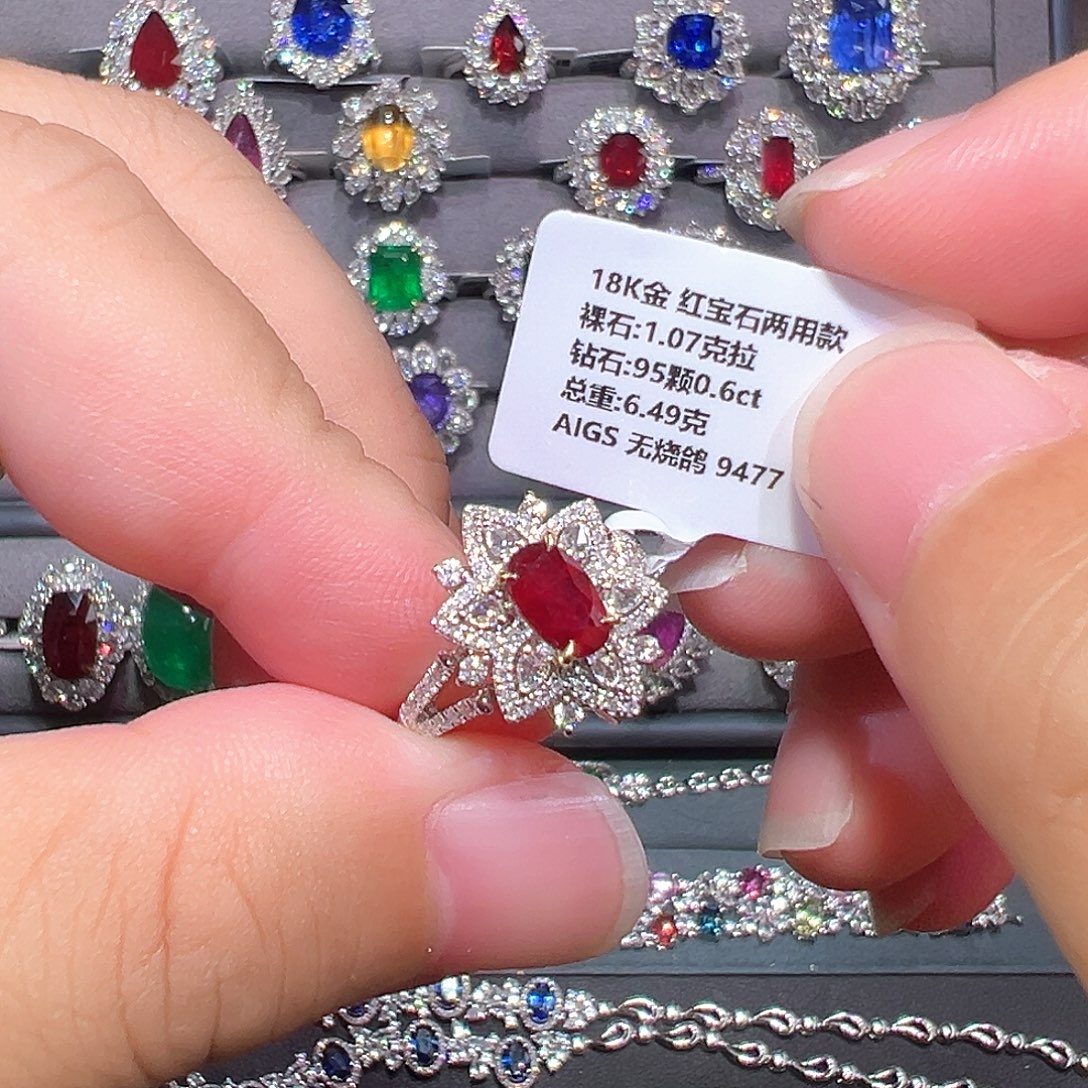 18K金 红宝石两用款
裸石:1.07克拉
钻石:95颗0.6ct
总重:6.49克
AIGS 无烧鸽 9477